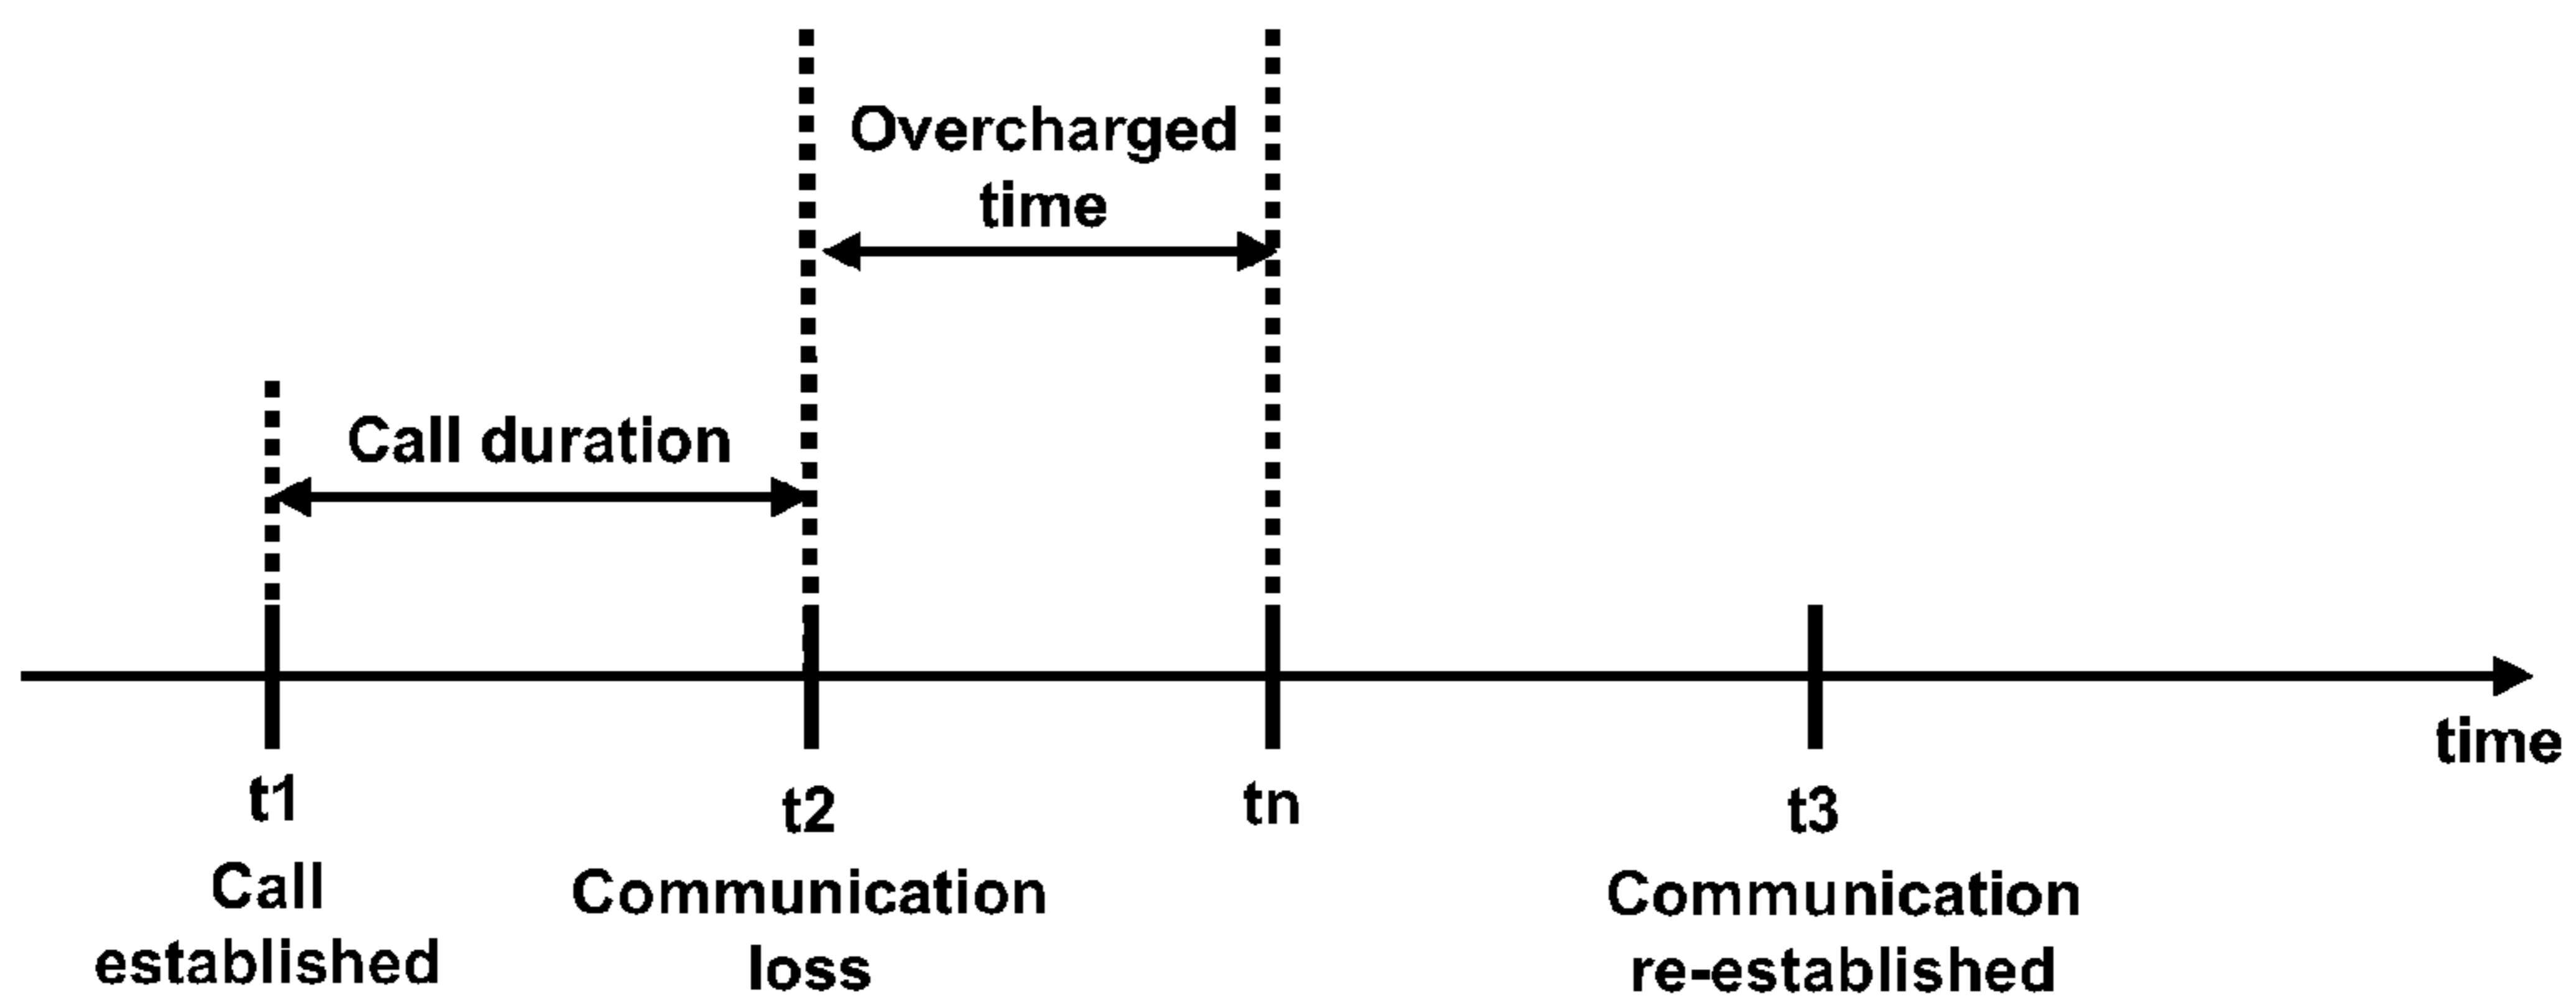 Overcharged
time
Call duration
time
t1
t2
tn
t3
Call
established
Communication
loss
Communication
re-established